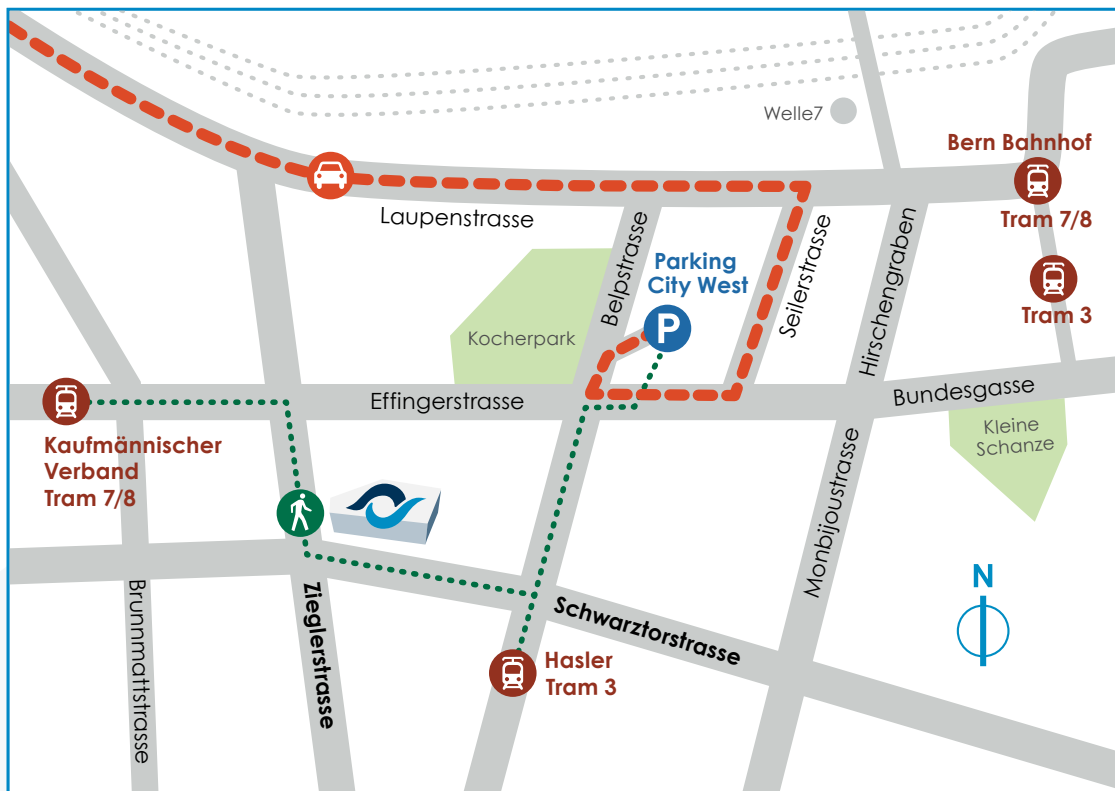 Welle7
Bern Bahnhof
Tram 7/8
Tram 3
Laupenstrasse
Belpstrasse
Parking
City West
P
Seilerstrasse
Hirschengraben
Kocherpark
Effingerstrasse
Bundesgasse
Kleine
Schanze
Kaufmännischer
Verband
Tram 7/8
Monbijoustrasse
Brunnmattstrasse
Zieglerstrasse
Schwarztorstrasse
N
Hasler
Tram 3